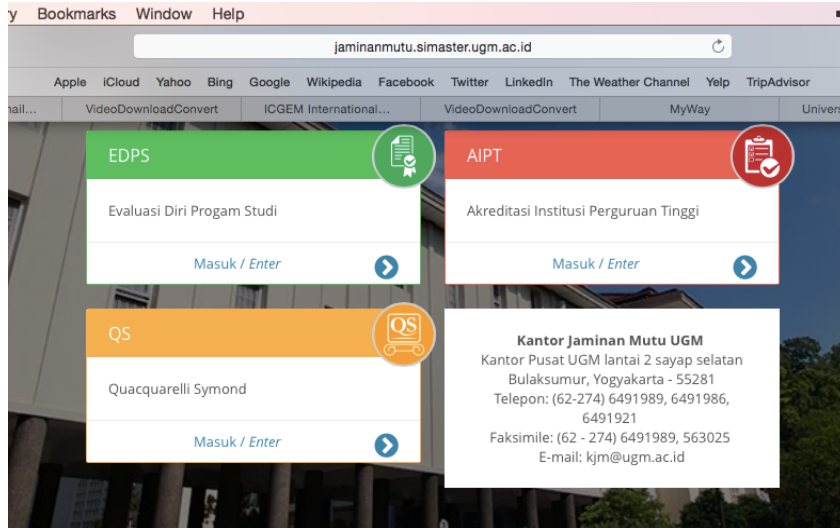 Bookmarks Window Help
jaminanmutu.simaster.ugm.ac.id
Apple iCloud Yahoo Bing Google Wikipedia Facebook Twitter LinkedIn The Weather Channel Yelp TripAdvisor
VideoDownloadConvert ICGEM International... VideoDownloadConvert MyWay
EDPS
Evaluasi Diri Progam Studi
Masuk / Enter
AIPT
Akreditasi Institusi Perguruan Tinggi
Masuk / Enter
QS
QS
Quacquarelli Symond
Masuk / Enter
Kantor Jaminan Mutu UGM
Kantor Pusat UGM lantai 2 sayap selatan
Bulaksumur, Yogyakarta - 55281
Telepon: (62-274) 6491989, 6491986,
6491921
Faksimile: (62 - 274) 6491989, 563025
E-mail: kjm@ugm.ac.id